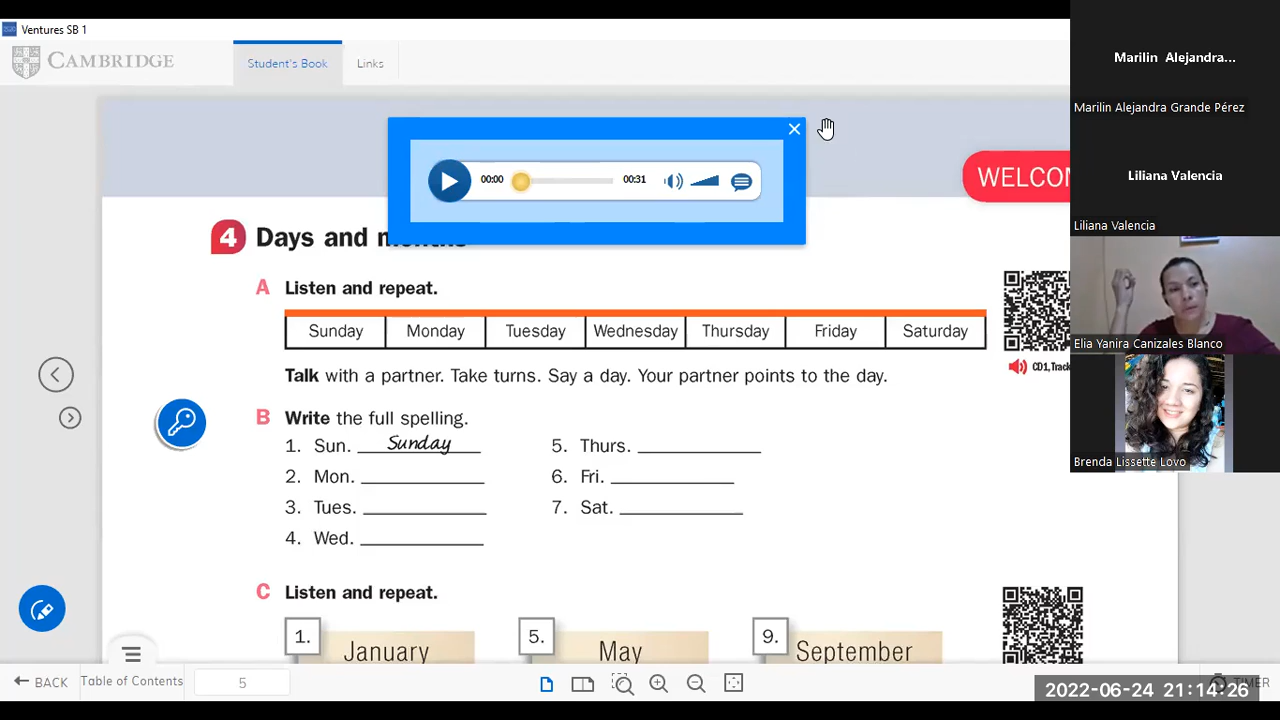 Ventures SB 1
CAMBRIDGE
Student's Book
Links
Marilin Alejandra...
Marilin Alejandra Grande Pérez
Liliana Valencia
Liliana Valencia
Elia Yanira Canizales Blanco
Brenda Lissette Lovo
00:00
00:31
WELCOM
4 Days and months
A Listen and repeat.
Sunday Monday Tuesday Wednesday Thursday Friday Saturday
CD1, Track
Talk with a partner. Take turns. Say a day. Your partner points to the day.
B Write the full spelling.
1. Sun. Sunday
2. Mon.
3. Tues.
4. Wed.
5. Thurs.
6. Fri.
7. Sat.
C Listen and repeat.
1. January
5. May
9. September
BACK
Table of Contents
5
TIMER
2022-06-24 21:14:26